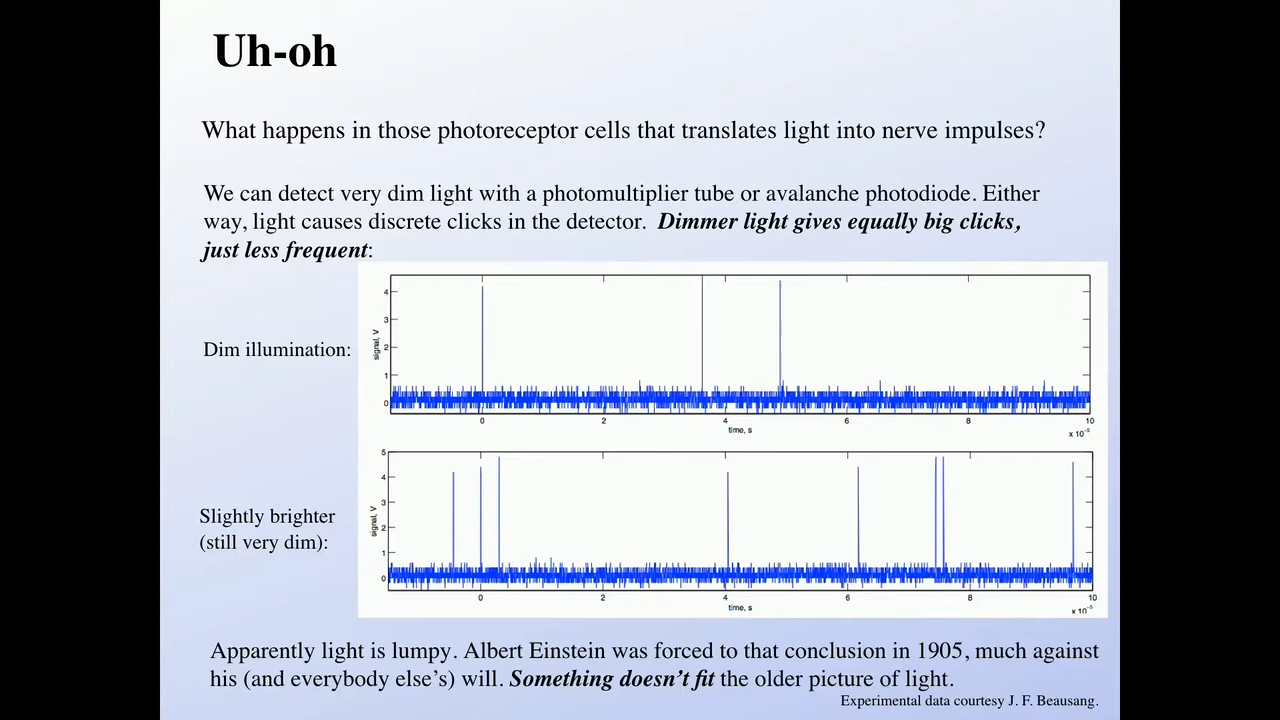 Uh-oh
What happens in those photoreceptor cells that translates light into nerve impulses?
We can detect very dim light with a photomultiplier tube or avalanche photodiode. Either
way, light causes discrete clicks in the detector. Dimmer light gives equally big clicks,
just less frequent:
Dim illumination:
signal, V
4
3
2
1
0
0 2 4 6 8 10
time, s
x 10⁻⁵
Slightly brighter
(still very dim):
signal, V
5
4
3
2
1
0
0 2 4 6 8 10
time, s
x 10⁻⁵
Apparently light is lumpy. Albert Einstein was forced to that conclusion in 1905, much against
his (and everybody else’s) will. Something doesn’t fit the older picture of light.
Experimental data courtesy J. F. Beausang.